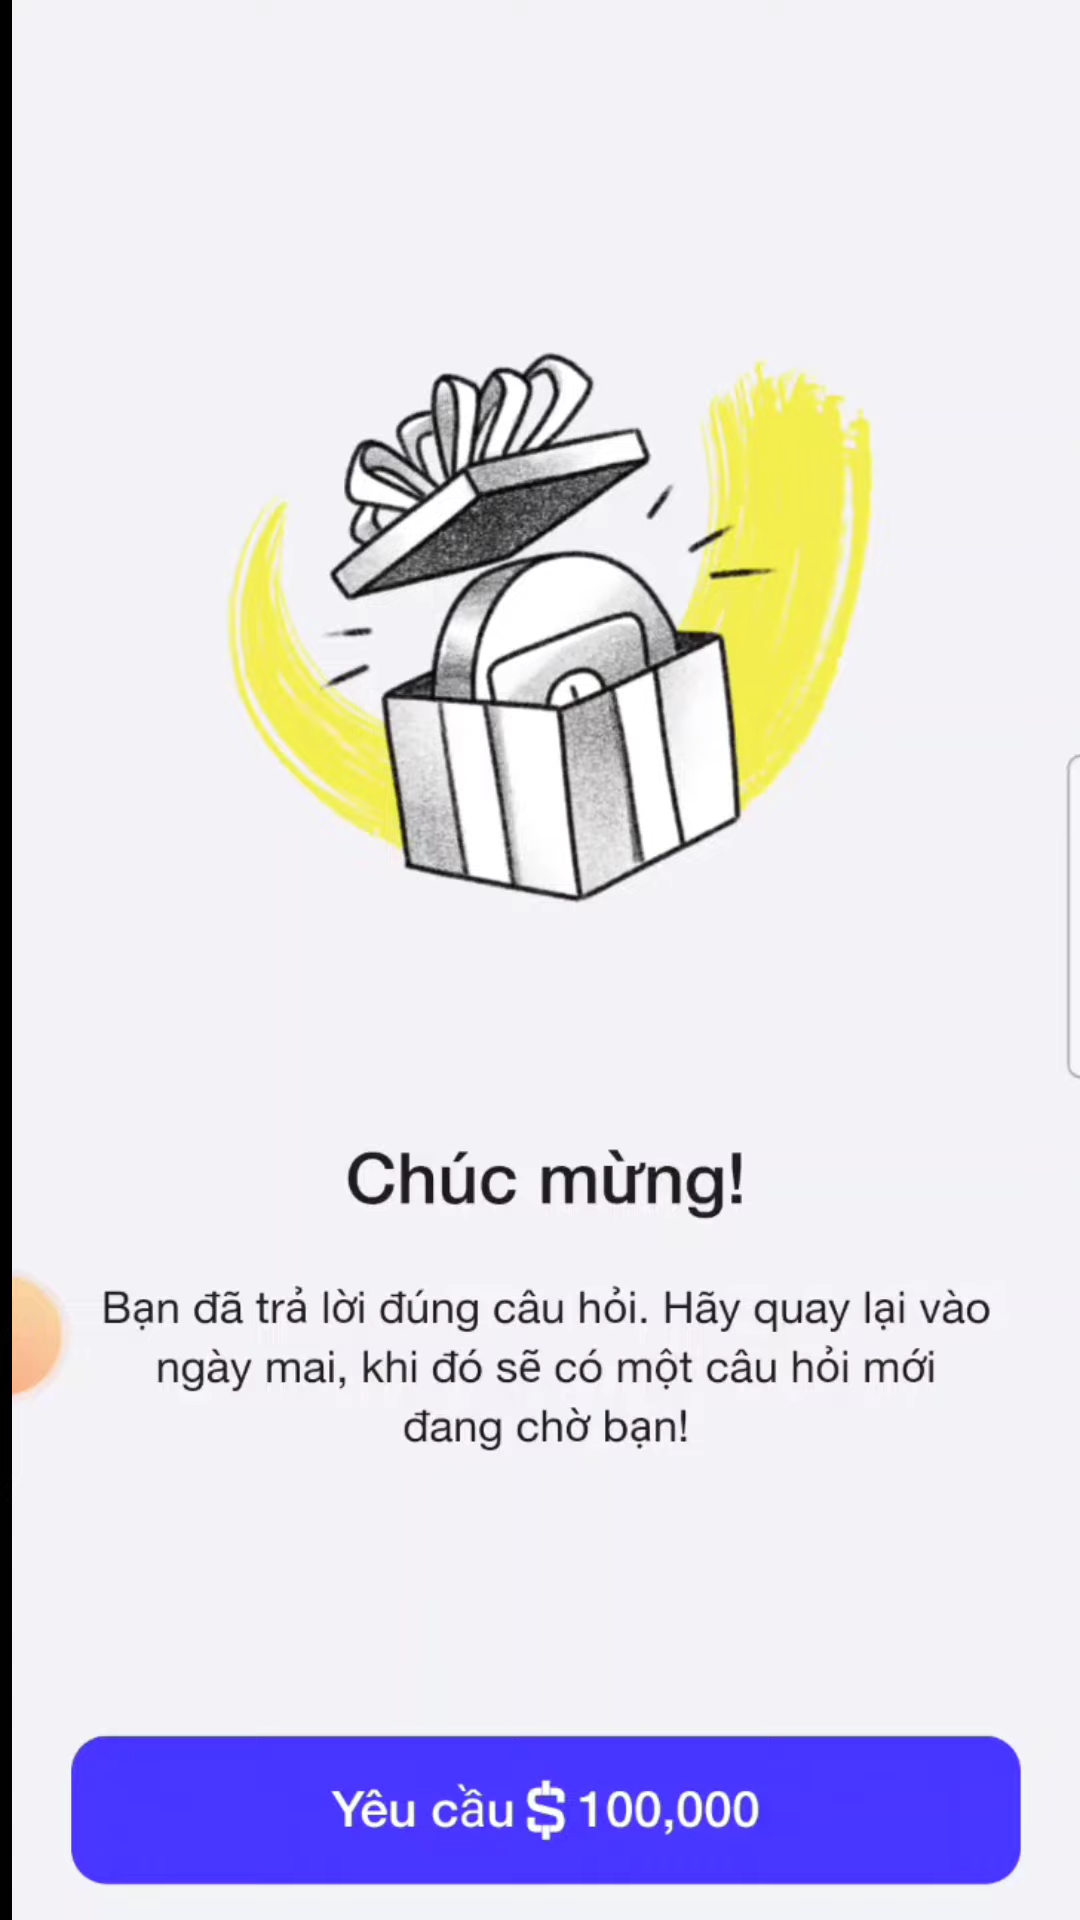 Chúc mừng!
Bạn đã trả lời đúng câu hỏi. Hãy quay lại vào
ngày mai, khi đó sẽ có một câu hỏi mới
đang chờ bạn!
Yêu cầu $ 100,000